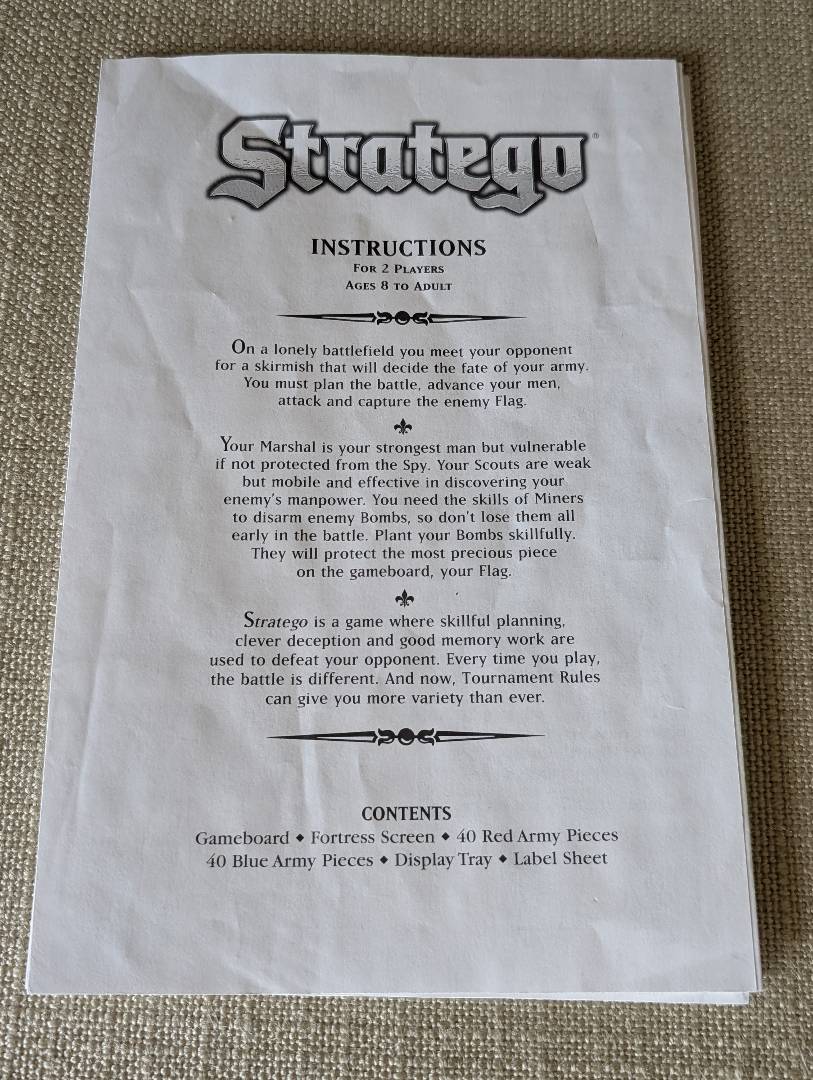 Stratego®
INSTRUCTIONS
FOR 2 PLAYERS
AGES 8 TO ADULT
On a lonely battlefield you meet your opponent
for a skirmish that will decide the fate of your army.
You must plan the battle, advance your men,
attack and capture the enemy Flag.
Your Marshal is your strongest man but vulnerable
if not protected from the Spy. Your Scouts are weak
but mobile and effective in discovering your
enemy's manpower. You need the skills of Miners
to disarm enemy Bombs, so don't lose them all
early in the battle. Plant your Bombs skillfully.
They will protect the most precious piece
on the gameboard, your Flag.
Stratego is a game where skillful planning,
clever deception and good memory work are
used to defeat your opponent. Every time you play,
the battle is different. And now, Tournament Rules
can give you more variety than ever.
CONTENTS
Gameboard ◆ Fortress Screen ◆ 40 Red Army Pieces
40 Blue Army Pieces ◆ Display Tray ◆ Label Sheet